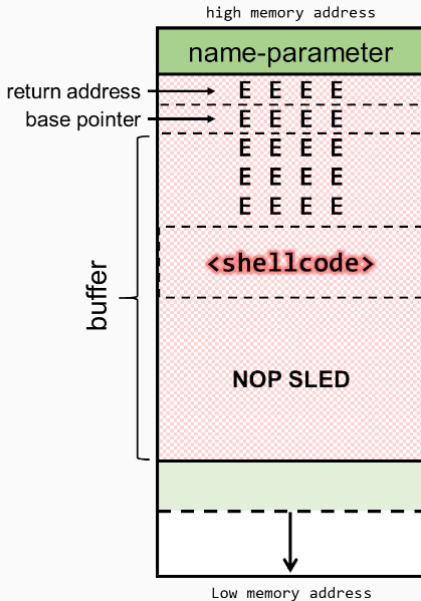 high memory address
name-parameter
return address
E E E E
base pointer
E E E E
E E E E
E E E E
E E E E
<shellcode>
buffer
NOP SLED
Low memory address